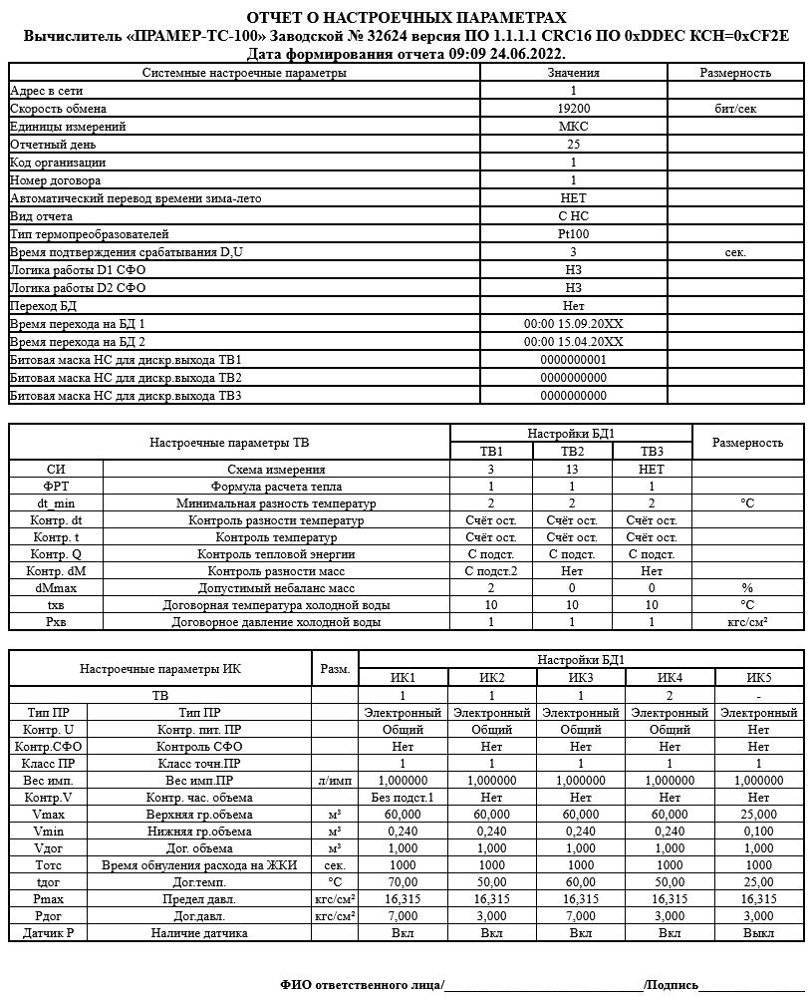 ОТЧЕТ О НАСТРОЕЧНЫХ ПАРАМЕТРАХ
Вычислитель «ПРАМЕР-ТС-100» Заводской № 32624 версия ПО 1.1.1.1 CRC16 ПО 0xDDEC КСН=0xCF2E
Дата формирования отчета 09:09 24.06.2022.
Системные настроечные параметры Значения Размерность
Адрес в сети 1
Скорость обмена 19200 бит/сек
Единицы измерений МКС
Отчетный день 25
Код организации 1
Номер договора 1
Автоматический перевод времени зима-лето НЕТ
Вид отчета С НС
Тип термопреобразователей Pt100
Время подтверждения срабатывания D,U 3 сек.
Логика работы D1 СФО НЗ
Логика работы D2 СФО НЗ
Переход БД Нет
Время перехода на БД 1 00:00 15.09.20XX
Время перехода на БД 2 00:00 15.04.20XX
Битовая маска НС для дискр.выхода ТВ1 0000000001
Битовая маска НС для дискр.выхода ТВ2 0000000000
Битовая маска НС для дискр.выхода ТВ3 0000000000
Настроечные параметры ТВ Настройки БД1 Размерность
ТВ1 ТВ2 ТВ3
СИ Схема измерения 3 13 НЕТ
ФРТ Формула расчета тепла 1 1 1
dt_min Минимальная разность температур 2 2 2 °C
Контр. dt Контроль разности температур Счёт ост. Счёт ост. Счёт ост.
Контр. t Контроль температур Счёт ост. Счёт ост. Счёт ост.
Контр. Q Контроль тепловой энергии С подст. С подст. С подст.
Контр. dM Контроль разности масс С подст.2 Нет Нет
dMmax Допустимый небаланс масс 2 0 0 %
tхв Договорная температура холодной воды 10 10 10 °C
Рхв Договорное давление холодной воды 1 1 1 кгс/см²
Настроечные параметры ИК Разм. Настройки БД1
ИК1 ИК2 ИК3 ИК4 ИК5
ТВ 1 1 1 2 -
Тип ПР Тип ПР Электронный Электронный Электронный Электронный Электронный
Контр. U Контр. пит. ПР Общий Общий Общий Общий Нет
Контр.СФО Контроль СФО Нет Нет Нет Нет Нет
Класс ПР Класс точн.ПР 1 1 1 1 1
Вес имп. Вес имп.ПР л/имп 1,000000 1,000000 1,000000 1,000000 1,000000
Контр.V Контр. час. объема Без подст.1 Нет Нет Нет Нет
Vmax Верхняя гр.объема м³ 60,000 60,000 60,000 60,000 25,000
Vmin Нижняя гр.объема м³ 0,240 0,240 0,240 0,240 0,100
Vдог Дог. объема м³ 1,000 1,000 1,000 1,000 1,000
Тотс Время обнуления расхода на ЖКИ сек. 1000 1000 1000 1000 1000
tдог Дог.темп. °C 70,00 50,00 60,00 50,00 25,00
Pmax Предел давл. кгс/см² 16,315 16,315 16,315 16,315 16,315
Рдог Дог.давл. кгс/см² 7,000 3,000 7,000 3,000 3,000
Датчик Р Наличие датчика Вкл Вкл Вкл Вкл Выкл
ФИО ответственного лица/______________________________/Подпись________________